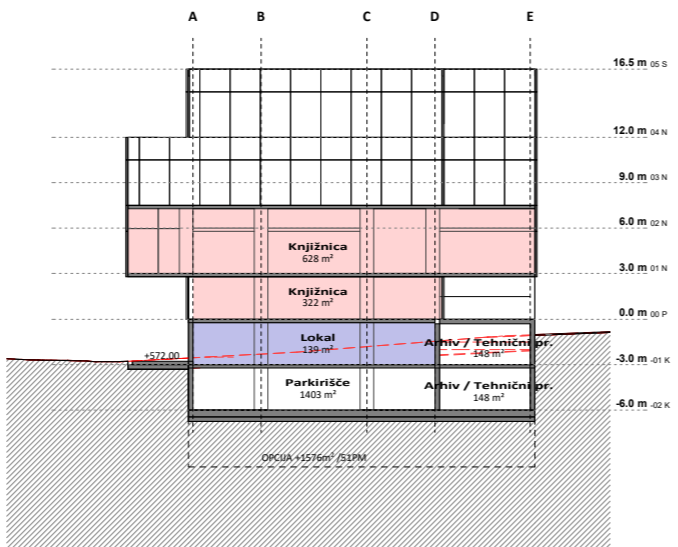 A B C D E
16.5 m 05 S
12.0 m 04 N
9.0 m 03 N
6.0 m 02 N
Knjižnica
628 m²
3.0 m 01 N
Knjižnica
322 m²
0.0 m 00 P
Lokal
139 m²
Arhiv / Tehnični pr.
148 m²
+572.00
-3.0 m -01 K
Parkirišče
1403 m²
Arhiv / Tehnični pr.
148 m²
-6.0 m -02 K
OPCIJA +1576m² /51PM